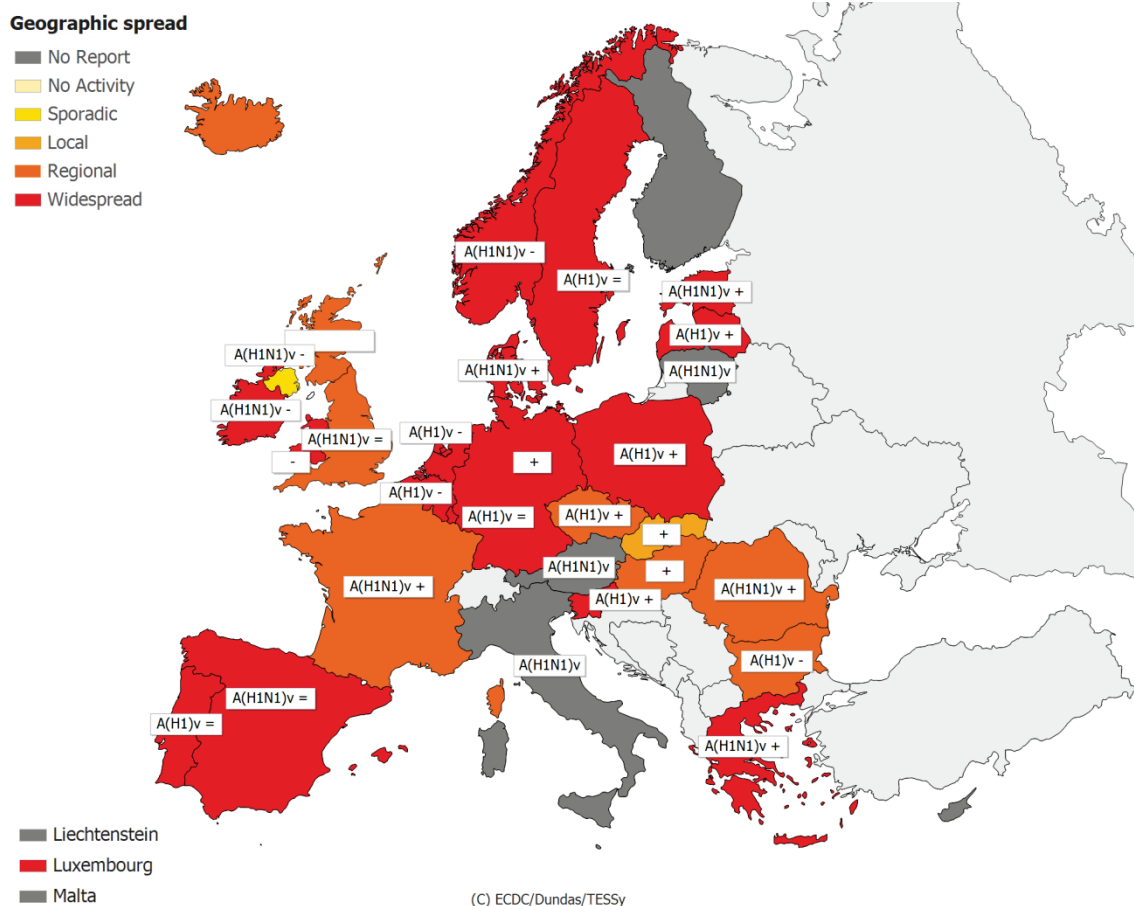 Geographic spread
No Report
No Activity
Sporadic
Local
Regional
Widespread
A(H1N1)v -
A(H1)v =
A(H1N1)v +
A(H1)v +
A(H1N1)v
A(H1N1)v -
A(H1N1)v +
A(H1N1)v -
A(H1N1)v =
-
A(H1)v -
+
A(H1)v +
A(H1)v -
A(H1)v =
A(H1)v +
+
A(H1N1)v
+
A(H1N1)v +
A(H1N1)v +
A(H1)v +
A(H1)v -
A(H1N1)v
A(H1N1)v =
A(H1)v =
A(H1N1)v +
Liechtenstein
Luxembourg
Malta
(C) ECDC/Dundas/TESSy